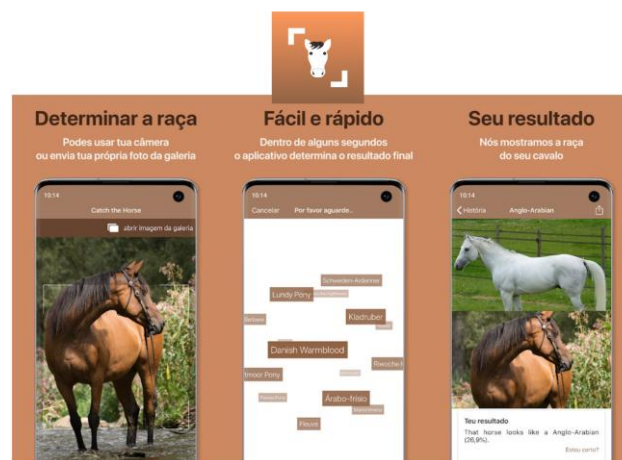 Determinar a raça
Podes usar tua câmera
ou envia tua própria foto da galeria
Fácil e rápido
Dentro de alguns segundos
o aplicativo determina o resultado final
Seu resultado
Nós mostramos a raça
do seu cavalo
10:14
Catch the Horse
abrir imagem da galeria
10:14
Cancelar
Por favor aguarde..
Schweden-Ardenner
Lundy Pony
Kladruber
Danish Warmblood
Árabo-frísio
10:14
História
Anglo-Arabian
Teu resultado
That horse looks like a Anglo-Arabian
(26,9%).
Estou certo?